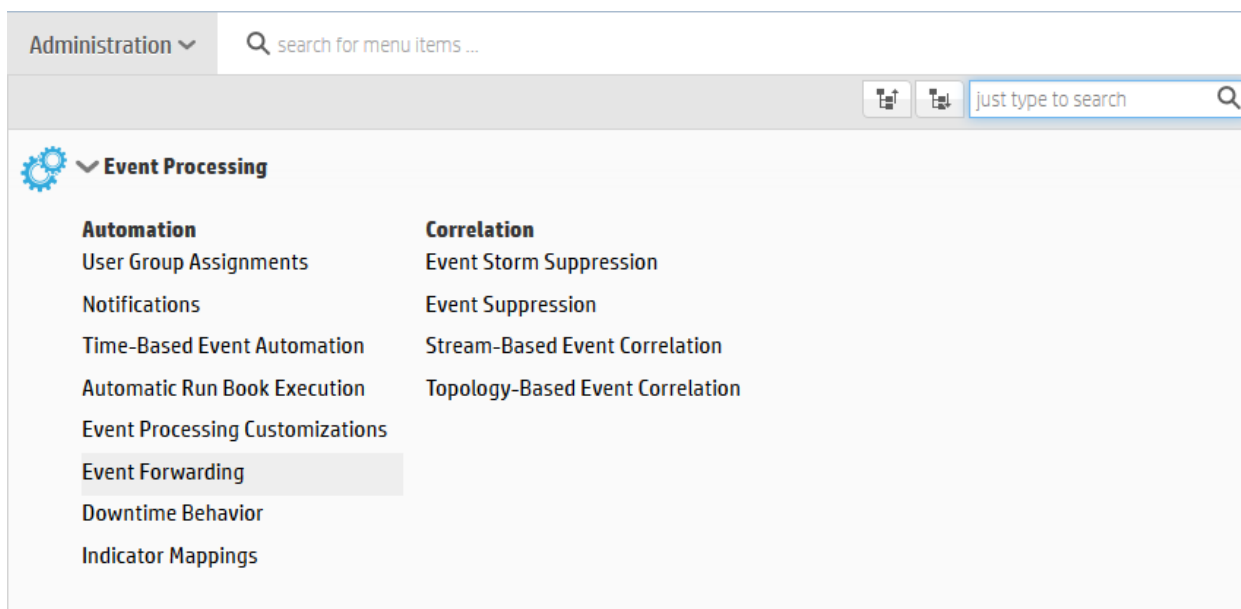 Administration
search for menu items ...
just type to search
Event Processing
Automation
User Group Assignments
Notifications
Time-Based Event Automation
Automatic Run Book Execution
Event Processing Customizations
Event Forwarding
Downtime Behavior
Indicator Mappings
Correlation
Event Storm Suppression
Event Suppression
Stream-Based Event Correlation
Topology-Based Event Correlation